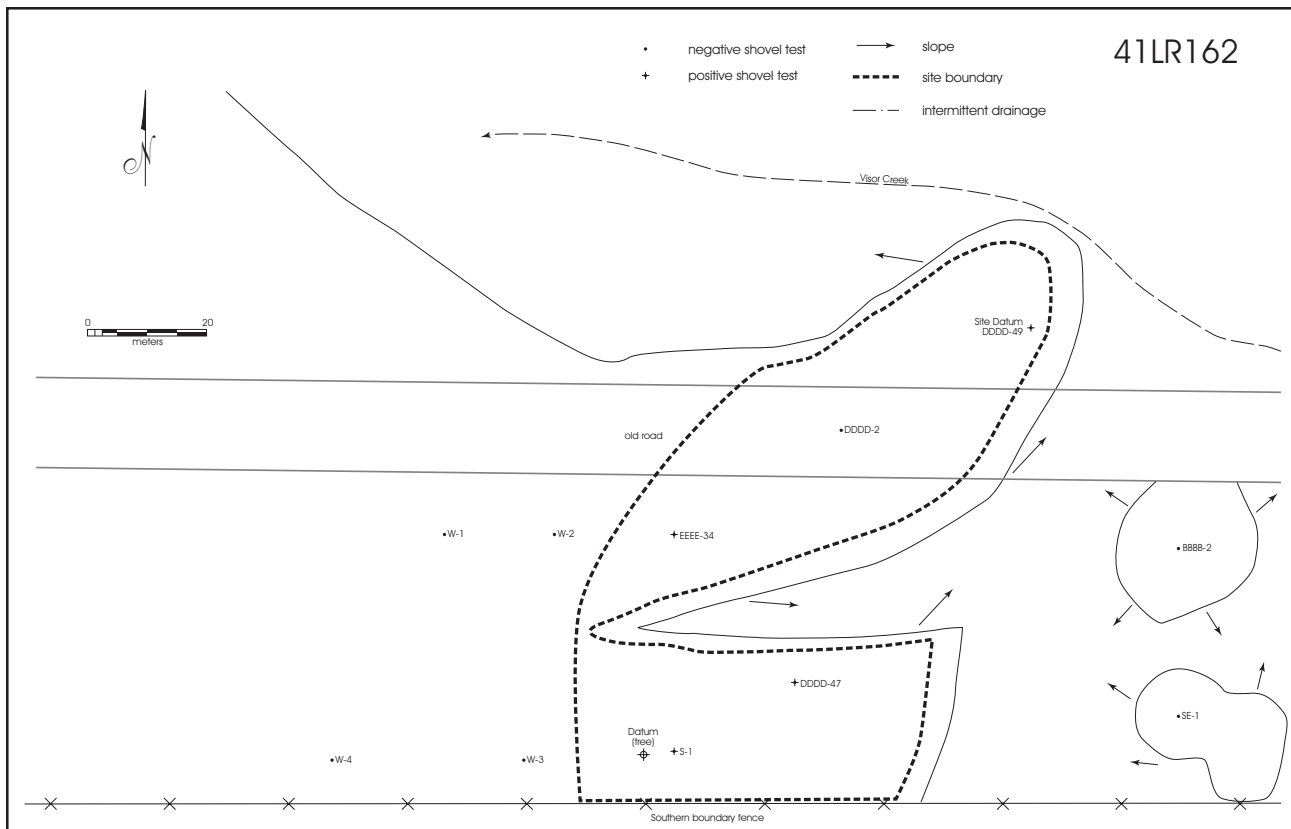 41LR162
negative shovel test
positive shovel test
slope
site boundary
intermittent drainage
N
Visor Creek
0 20
meters
Site Datum
DDDD-49
old road
DDDD-2
W-1
W-2
EEEE-34
BBBB-2
DDDD-47
SE-1
Datum
(tree)
S-1
W-4
W-3
Southern boundary fence